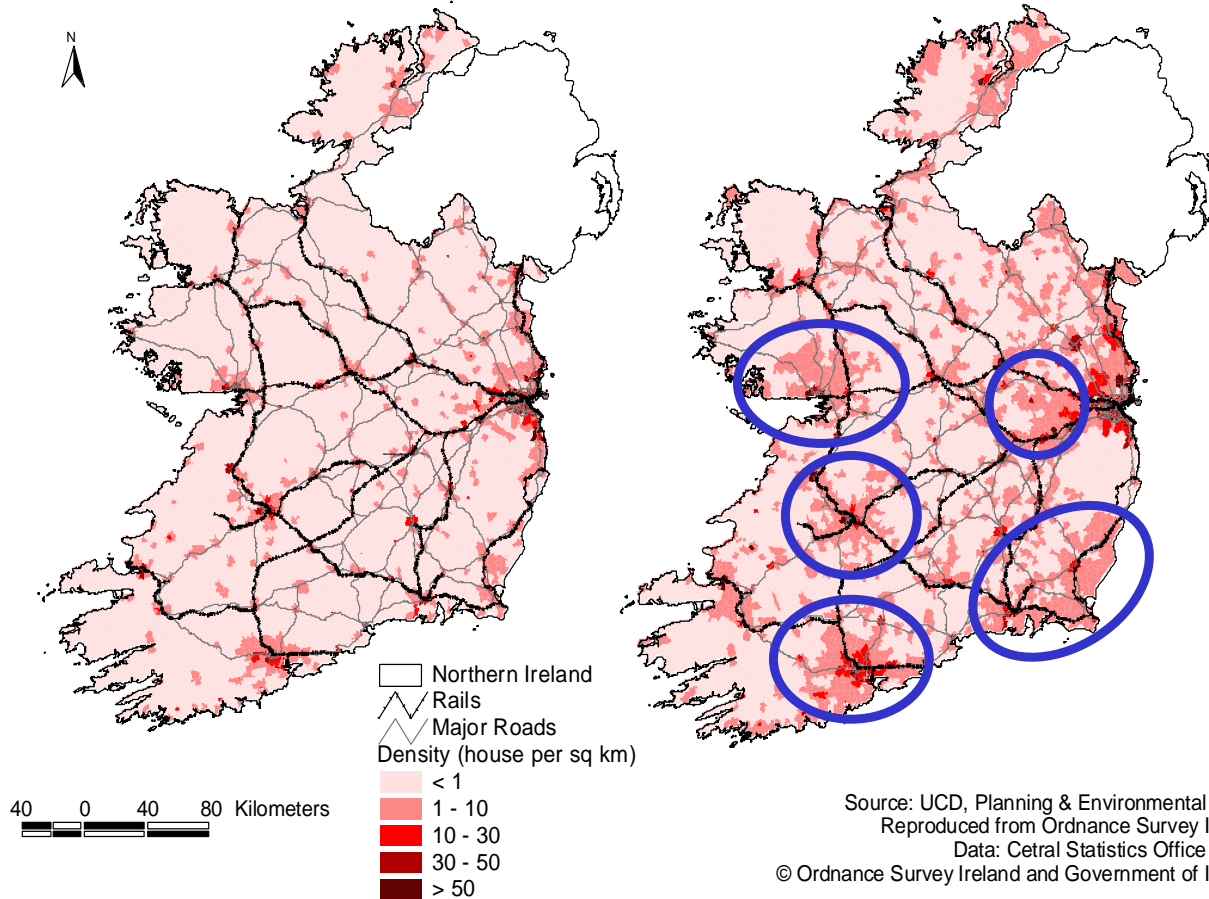 N
Northern Ireland
Rails
Major Roads
Density (house per sq km)
< 1
1 - 10
10 - 30
30 - 50
> 50
40 0 40 80 Kilometers
Source: UCD, Planning & Environmental
Reproduced from Ordnance Survey I
Data: Cetral Statistics Office
© Ordnance Survey Ireland and Government of I